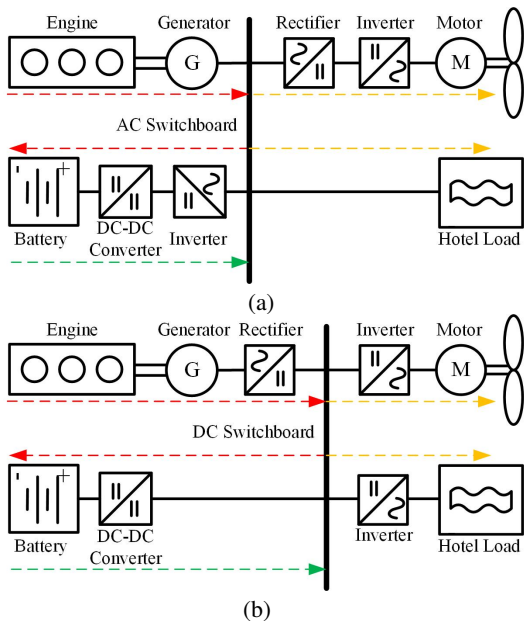 Engine Generator Rectifier Inverter Motor
G M
AC Switchboard
+
Battery DC-DC Converter Inverter Hotel Load
(a)
Engine Generator Rectifier Inverter Motor
G M
DC Switchboard
+
Battery DC-DC Converter Inverter Hotel Load
(b)